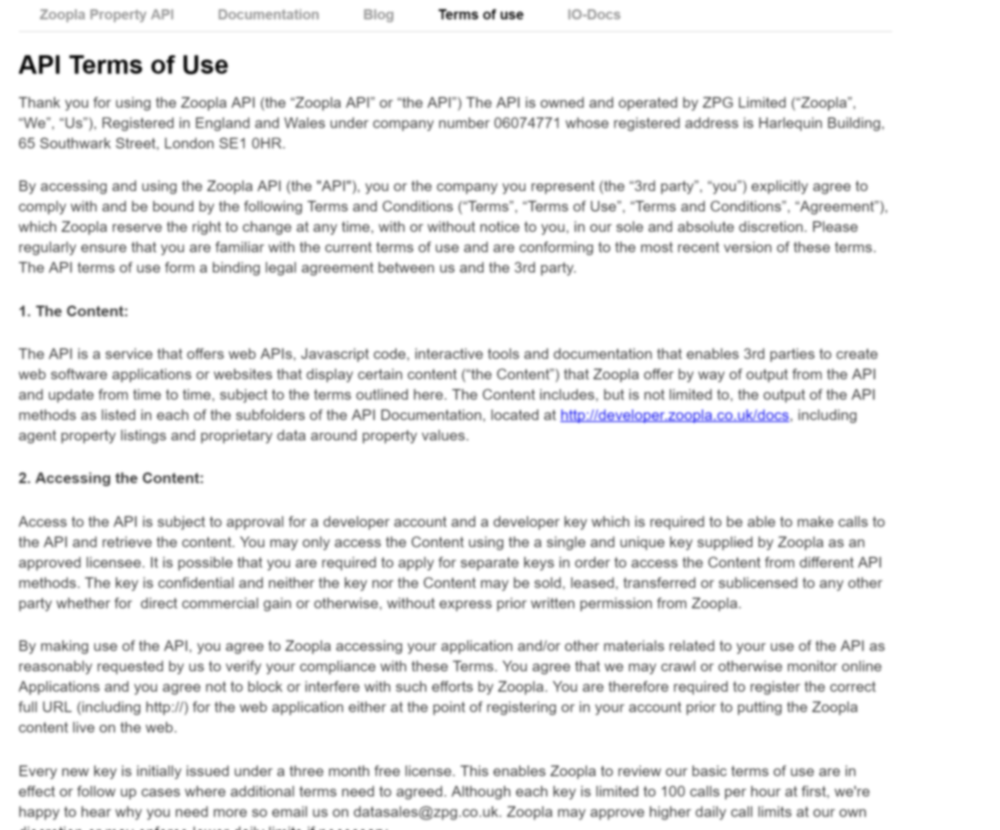 Zoopla Property API Documentation Blog Terms of use IO-Docs
API Terms of Use
Thank you for using the Zoopla API (the “Zoopla API” or “the API”) The API is owned and operated by ZPG Limited (“Zoopla”,
“We”, “Us”), Registered in England and Wales under company number 06074771 whose registered address is Harlequin Building,
65 Southwark Street, London SE1 0HR.
By accessing and using the Zoopla API (the "API"), you or the company you represent (the “3rd party”, “you”) explicitly agree to
comply with and be bound by the following Terms and Conditions (“Terms”, “Terms of Use”, “Terms and Conditions”, “Agreement”),
which Zoopla reserve the right to change at any time, with or without notice to you, in our sole and absolute discretion. Please
regularly ensure that you are familiar with the current terms of use and are conforming to the most recent version of these terms.
The API terms of use form a binding legal agreement between us and the 3rd party.
1. The Content:
The API is a service that offers web APIs, Javascript code, interactive tools and documentation that enables 3rd parties to create
web software applications or websites that display certain content (“the Content”) that Zoopla offer by way of output from the API
and update from time to time, subject to the terms outlined here. The Content includes, but is not limited to, the output of the API
methods as listed in each of the subfolders of the API Documentation, located at http://developer.zoopla.co.uk/docs, including
agent property listings and proprietary data around property values.
2. Accessing the Content:
Access to the API is subject to approval for a developer account and a developer key which is required to be able to make calls to
the API and retrieve the content. You may only access the Content using the a single and unique key supplied by Zoopla as an
approved licensee. It is possible that you are required to apply for separate keys in order to access the Content from different API
methods. The key is confidential and neither the key nor the Content may be sold, leased, transferred or sublicensed to any other
party whether for  direct commercial gain or otherwise, without express prior written permission from Zoopla.
By making use of the API, you agree to Zoopla accessing your application and/or other materials related to your use of the API as
reasonably requested by us to verify your compliance with these Terms. You agree that we may crawl or otherwise monitor online
Applications and you agree not to block or interfere with such efforts by Zoopla. You are therefore required to register the correct
full URL (including http://) for the web application either at the point of registering or in your account prior to putting the Zoopla
content live on the web.
Every new key is initially issued under a three month free license. This enables Zoopla to review our basic terms of use are in
effect or follow up cases where additional terms need to agreed. Although each key is limited to 100 calls per hour at first, we're
happy to hear why you need more so email us on datasales@zpg.co.uk. Zoopla may approve higher daily call limits at our own
discretion or may enforce lower daily limits if necessary.